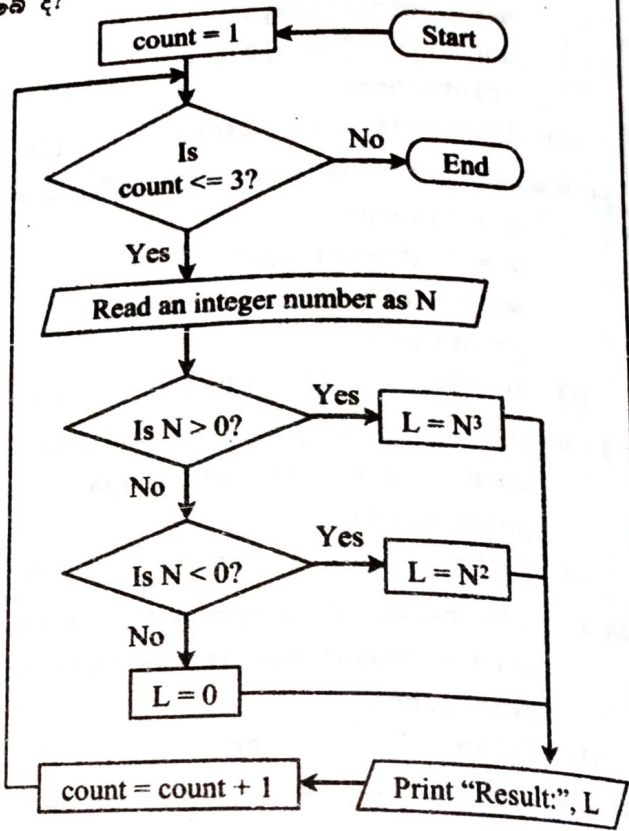 count = 1
Start
Is
count <= 3?
No
End
Yes
Read an integer number as N
Is N > 0?
Yes
L = N³
No
Is N < 0?
Yes
L = N²
No
L = 0
Print “Result:”, L
count = count + 1